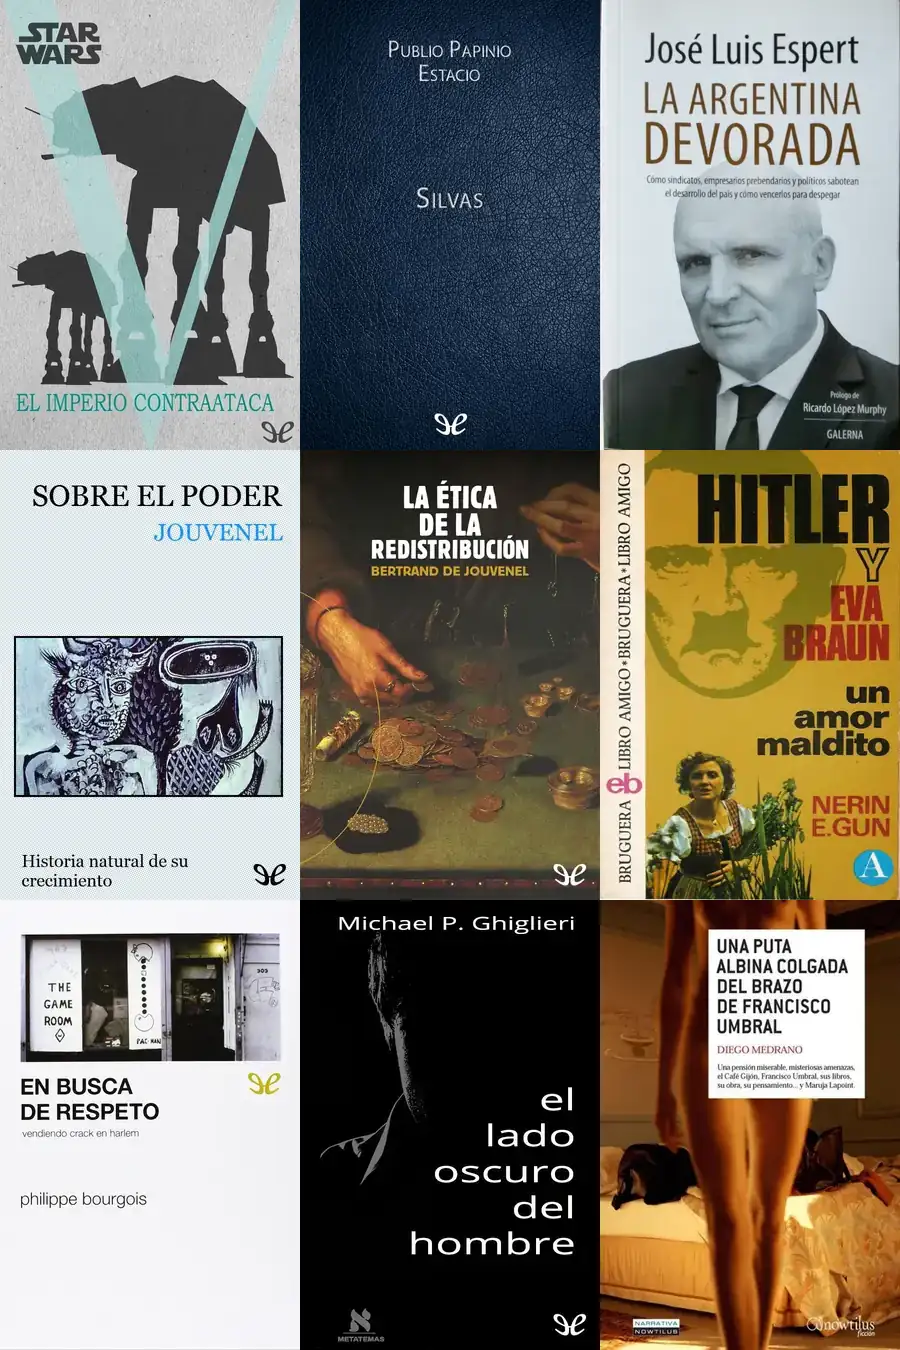 STAR
WARS
EL IMPERIO CONTRAATACA
PUBLIO PAPINIO
ESTACIO
SILVAS
José Luis Espert
LA ARGENTINA
DEVORADA
Cómo sindicatos, empresarios prebendarios y políticos sabotean
el desarrollo del país y cómo vencerlos para despegar
Prólogo de
Ricardo López Murphy
GALERNA
SOBRE EL PODER
JOUVENEL
Historia natural de su
crecimiento
LA ÉTICA
DE LA
REDISTRIBUCIÓN
BERTRAND DE JOUVENEL
BRUGUERA eb LIBRO AMIGO*BRUGUERA*LIBRO AMIGO
HITLER
Y
EVA
BRAUN
un
amor
maldito
NERIN
E.GUN
A
THE
GAME
ROOM
PAC-MAN
EN BUSCA
DE RESPETO
vendiendo crack en harlem
philippe bourgois
Michael P. Ghiglieri
el
lado
oscuro
del
hombre
METATEMAS
UNA PUTA
ALBINA COLGADA
DEL BRAZO
DE FRANCISCO
UMBRAL
DIEGO MEDRANO
Una pensión miserable, misteriosas amenazas,
el Café Gijón, Francisco Umbral, sus libros,
su obra, su pensamiento... y Maruja Lapoint.
NARRATIVA
NOWTILUS
nowtilus
ficción